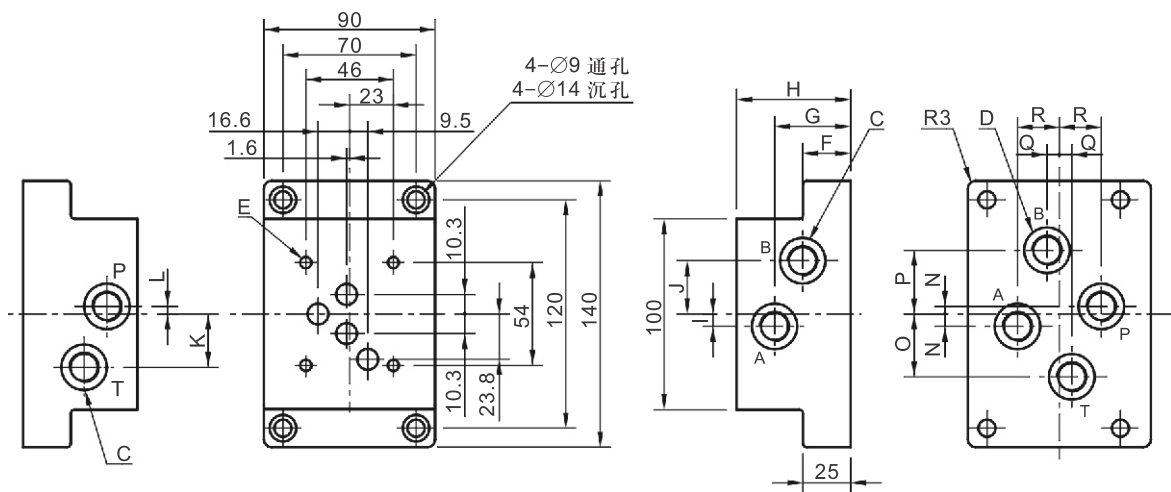 P
L
K
T
C
90
70
46
23
16.6
9.5
1.6
4-∅9 通孔
4-∅14 沉孔
E
10.3
54
120
140
10.3
23.8
H
G
F
C
B
J
I
A
100
25
R3
D
R
R
Q
Q
B
P
N
A
O
N
P
T